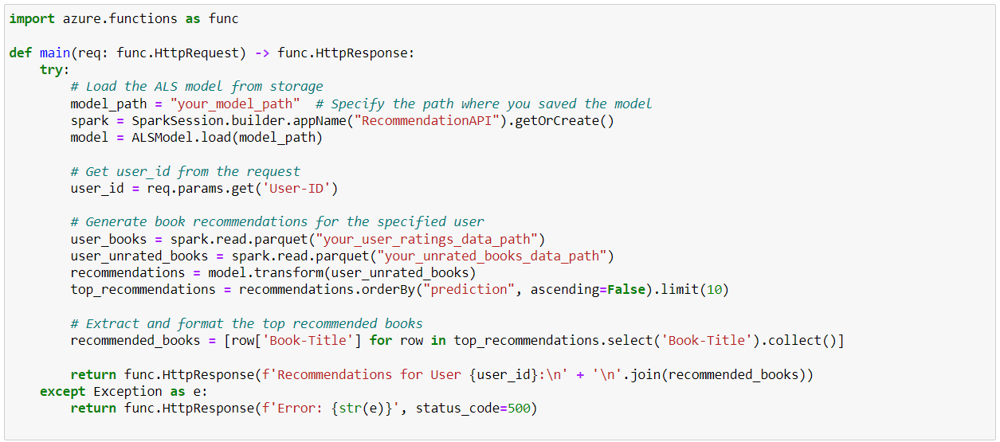 import azure.functions as func

def main(req: func.HttpRequest) -> func.HttpResponse:
    try:
        # Load the ALS model from storage
        model_path = "your_model_path"  # Specify the path where you saved the model
        spark = SparkSession.builder.appName("RecommendationAPI").getOrCreate()
        model = ALSModel.load(model_path)

        # Get user_id from the request
        user_id = req.params.get('User-ID')

        # Generate book recommendations for the specified user
        user_books = spark.read.parquet("your_user_ratings_data_path")
        user_unrated_books = spark.read.parquet("your_unrated_books_data_path")
        recommendations = model.transform(user_unrated_books)
        top_recommendations = recommendations.orderBy("prediction", ascending=False).limit(10)

        # Extract and format the top recommended books
        recommended_books = [row['Book-Title'] for row in top_recommendations.select('Book-Title').collect()]

        return func.HttpResponse(f'Recommendations for User {user_id}:\n' + '\n'.join(recommended_books))
    except Exception as e:
        return func.HttpResponse(f'Error: {str(e)}', status_code=500)